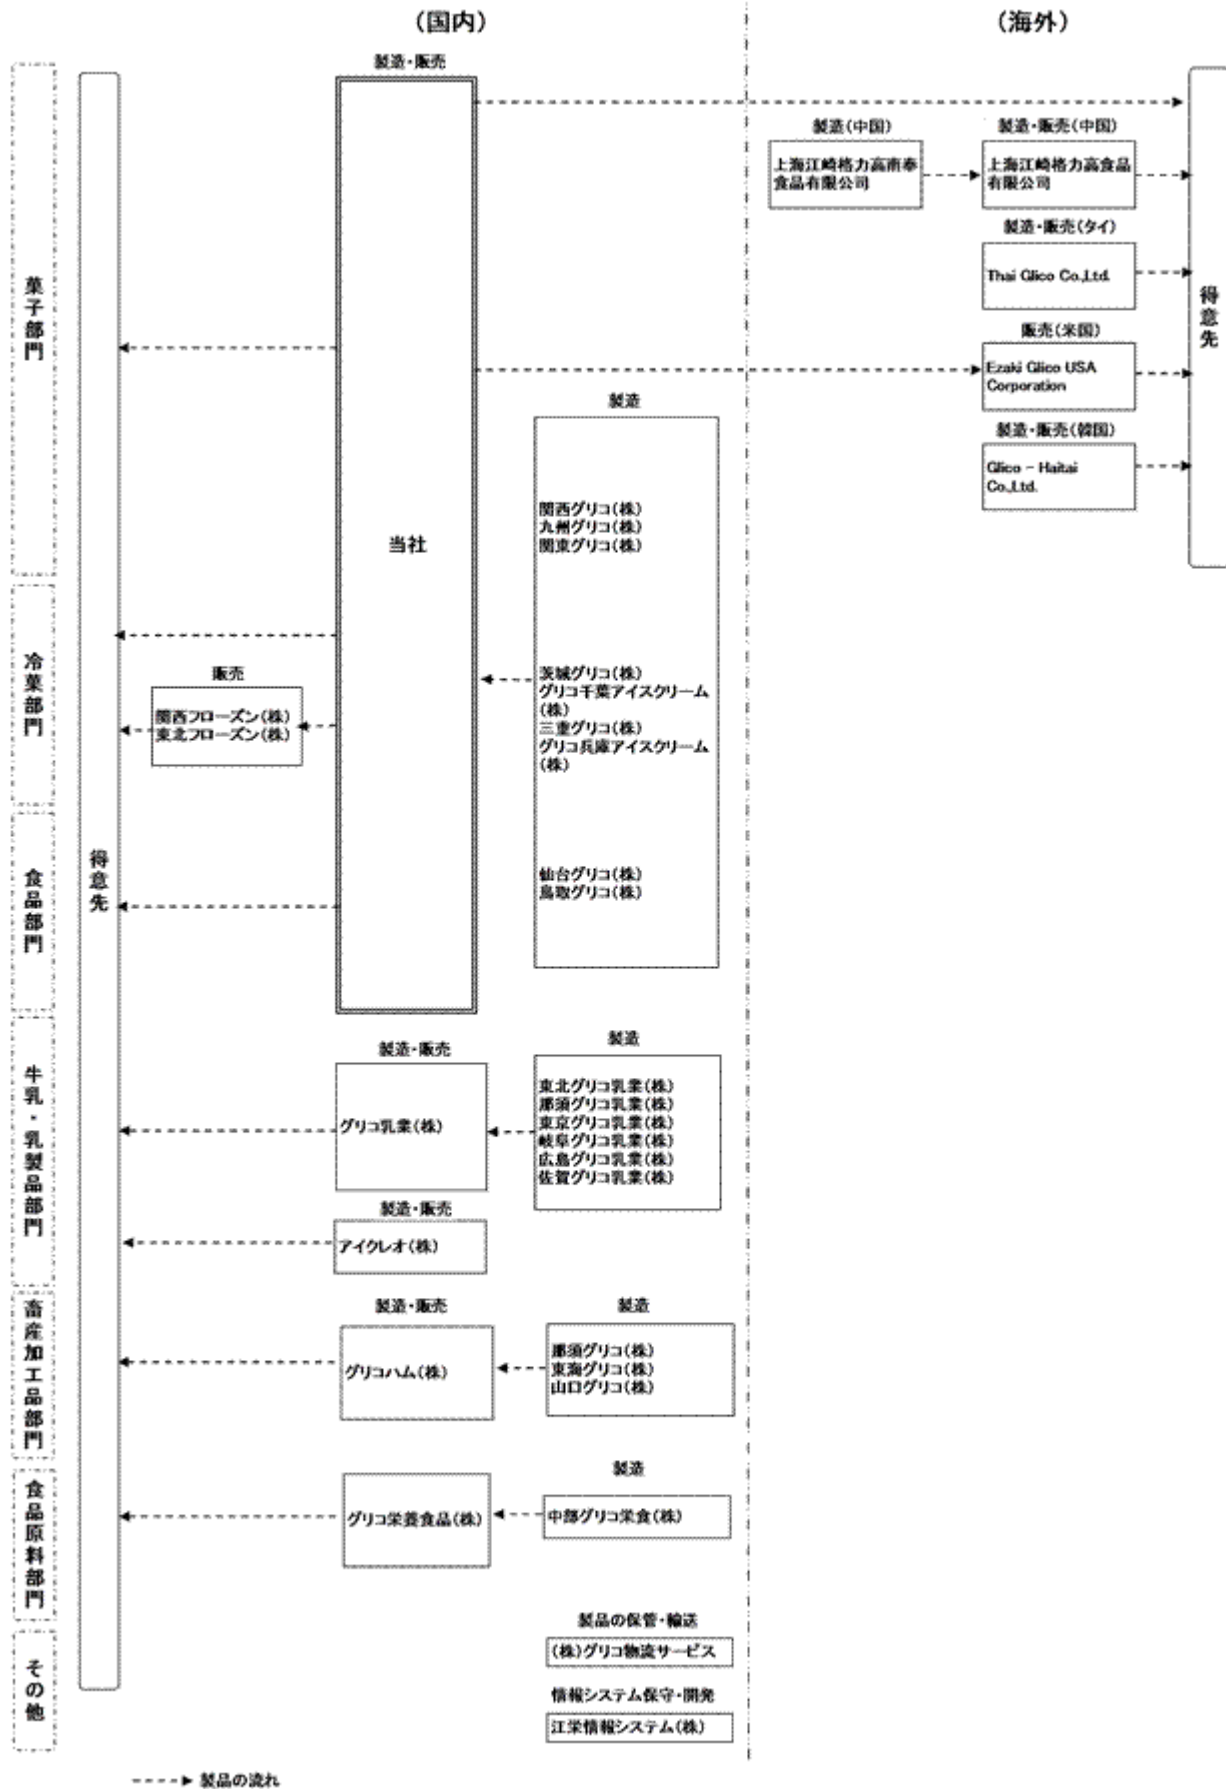 (国内)
(海外)
菓子部門
冷菓部門
食品部門
牛乳・乳製品部門
畜産加工品部門
食品原料部門
その他
得意先
製造・販売
当社
製造
関西グリコ(株)
九州グリコ(株)
関東グリコ(株)
茨城グリコ(株)
グリコ千葉アイスクリーム
(株)
三重グリコ(株)
グリコ兵庫アイスクリーム
(株)
仙台グリコ(株)
鳥取グリコ(株)
販売
関西フローズン(株)
東北フローズン(株)
製造・販売
グリコ乳業(株)
製造
東北グリコ乳業(株)
那須グリコ乳業(株)
東京グリコ乳業(株)
岐阜グリコ乳業(株)
広島グリコ乳業(株)
佐賀グリコ乳業(株)
製造・販売
アイクレオ(株)
製造・販売
グリコハム(株)
製造
那須グリコ(株)
東海グリコ(株)
山口グリコ(株)
グリコ栄養食品(株)
製造
中部グリコ栄食(株)
製品の保管・輸送
(株)グリコ物流サービス
情報システム保守・開発
江栄情報システム(株)
製造(中国)
上海江崎格力高南奉
食品有限公司
製造・販売(中国)
上海江崎格力高食品
有限公司
製造・販売(タイ)
Thai Glico Co.,Ltd.
販売(米国)
Ezaki Glico USA
Corporation
製造・販売(韓国)
Glico － Haitai
Co.,Ltd.
得意先
製品の流れ